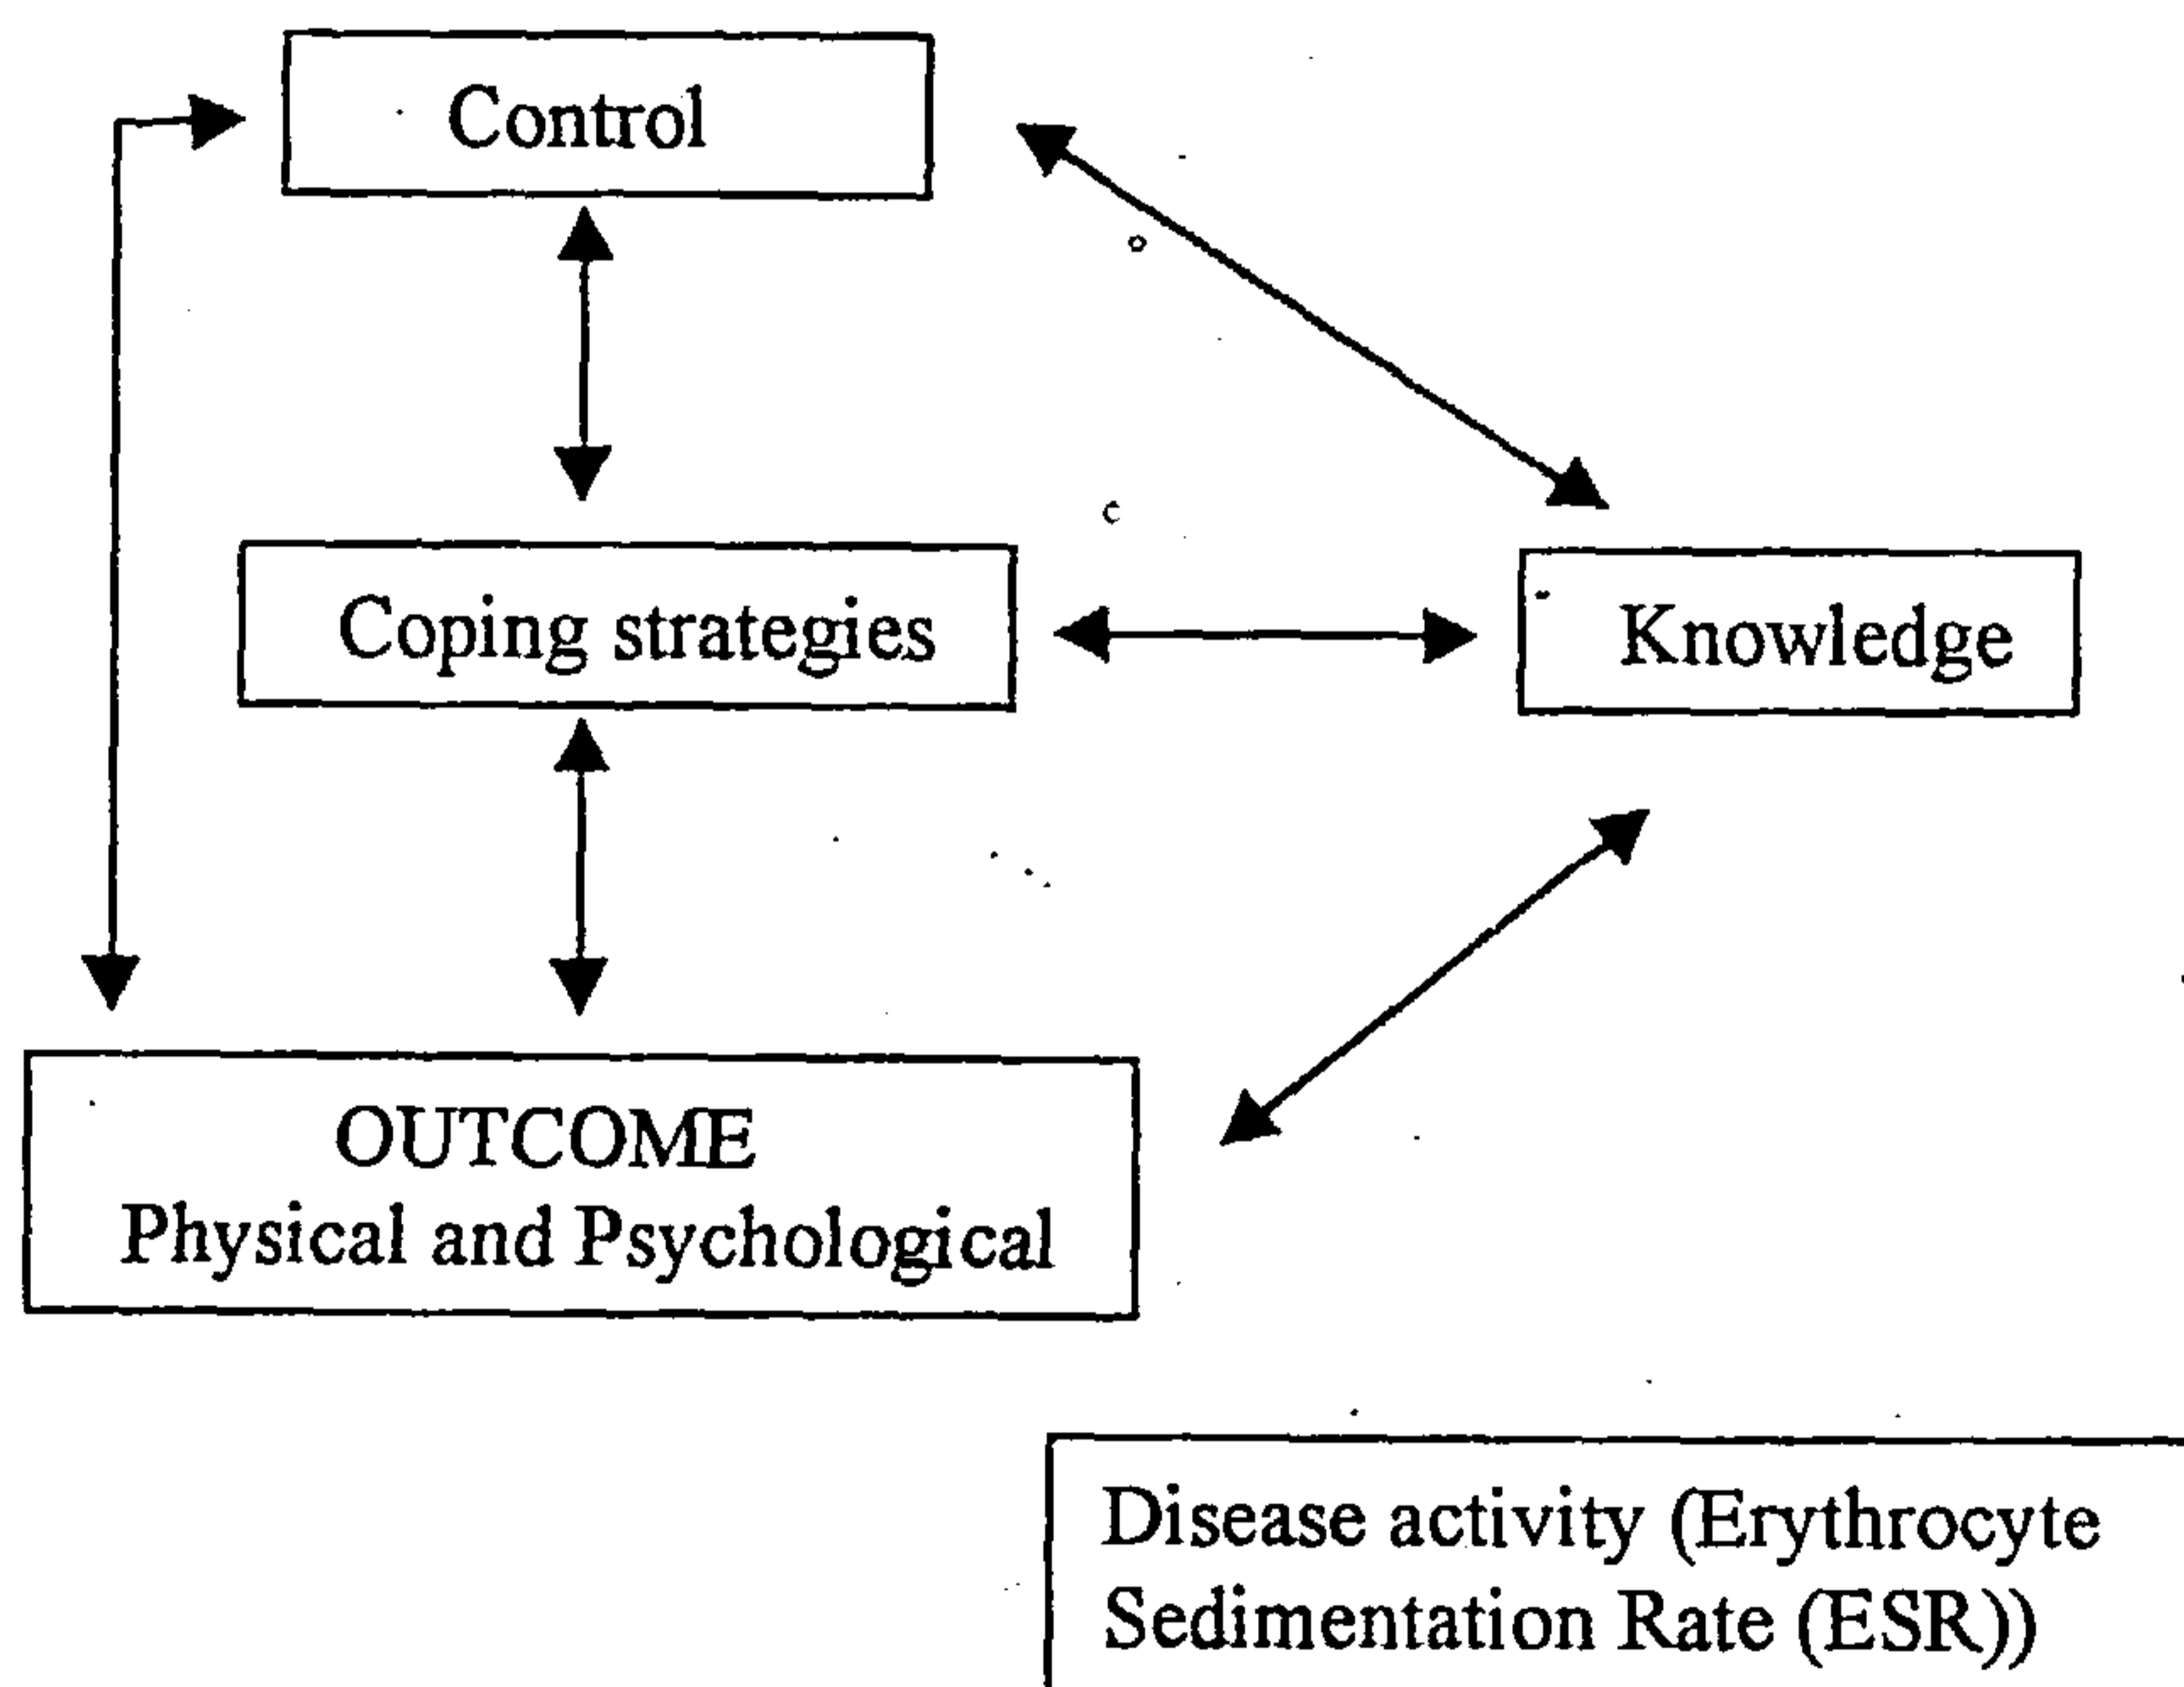 Control
Coping strategies
Knowledge
OUTCOME
Physical and Psychological
Disease activity (Erythrocyte
Sedimentation Rate (ESR))